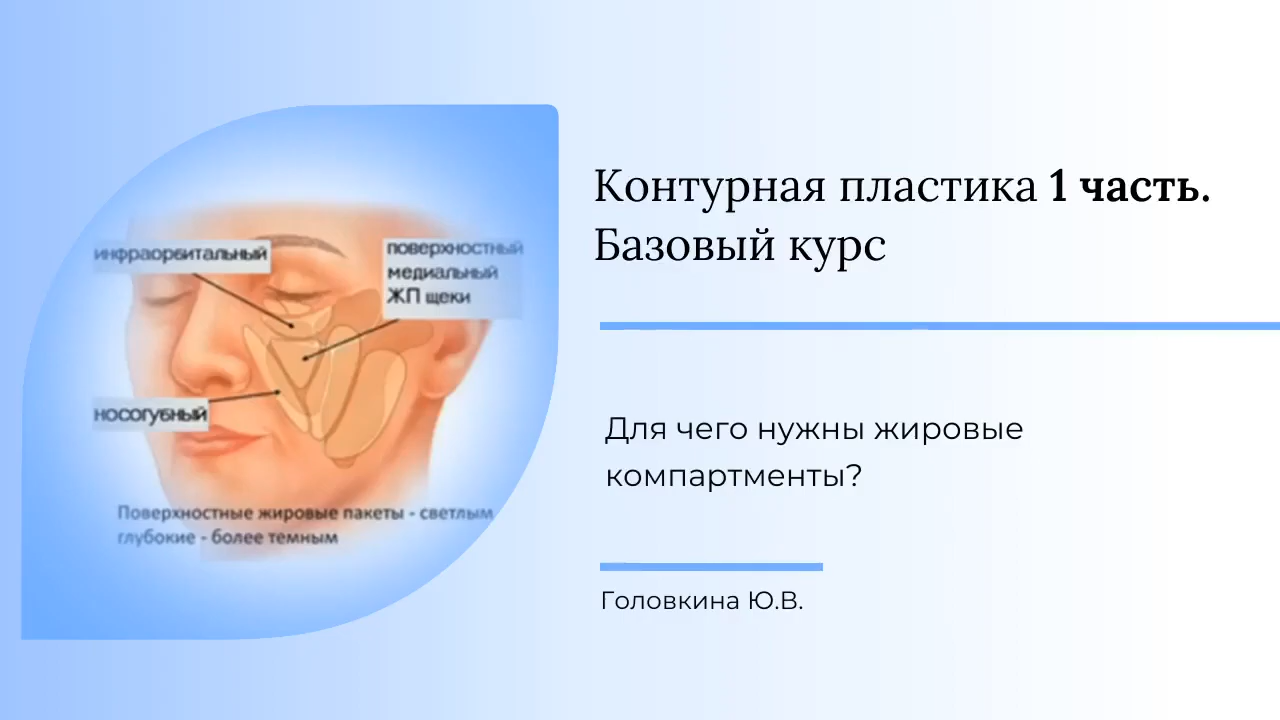 Контурная пластика 1 часть.
Базовый курс
инфраорбитальный
поверхностный
медиальный
ЖП щеки
носогубный
Поверхностные жировые пакеты - светлым
глубокие - более темным
Для чего нужны жировые
компартменты?
Головкина Ю.В.